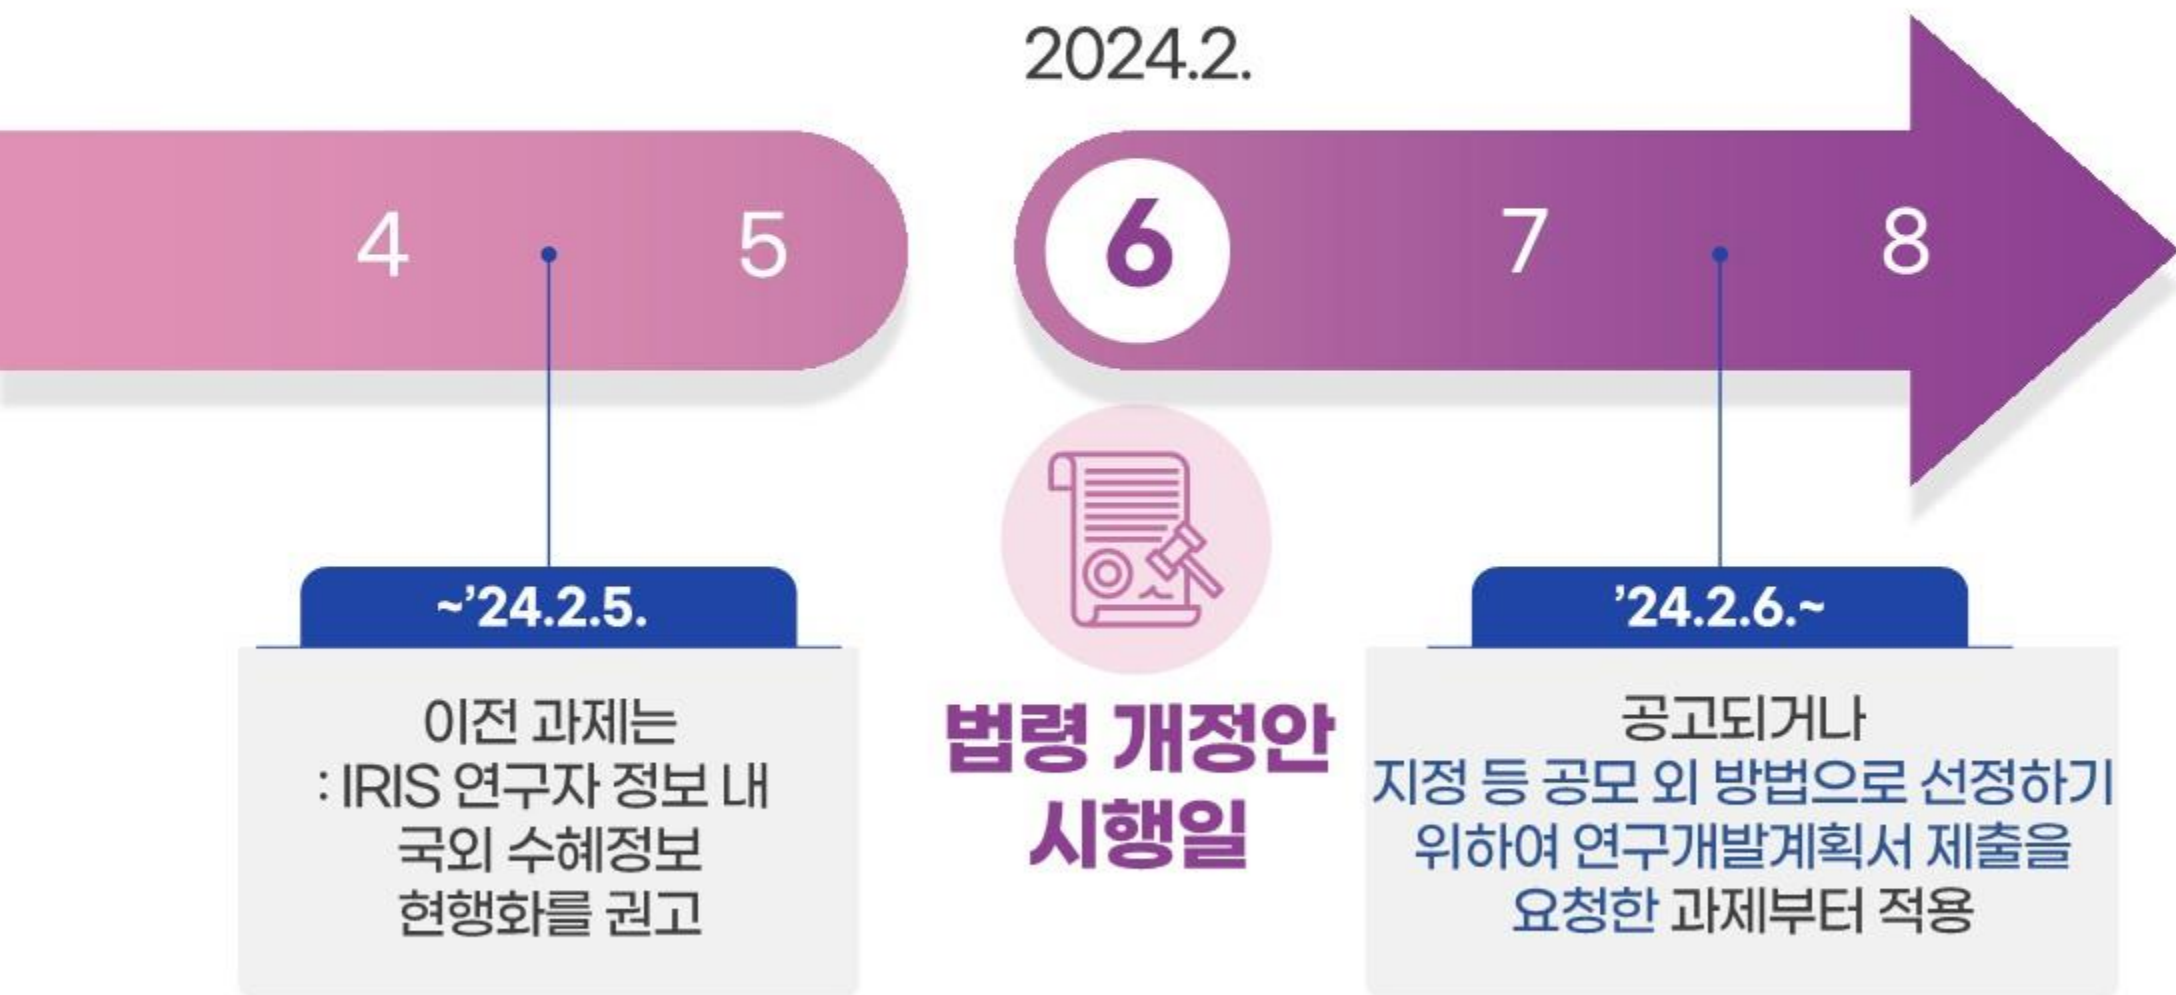 2024.2.
4 5 6 7 8
~’24.2.5.
이전 과제는
: IRIS 연구자 정보 내
국외 수혜정보
현행화를 권고
법령 개정안
시행일
’24.2.6.~
공고되거나
지정 등 공모 외 방법으로 선정하기
위하여 연구개발계획서 제출을
요청한 과제부터 적용